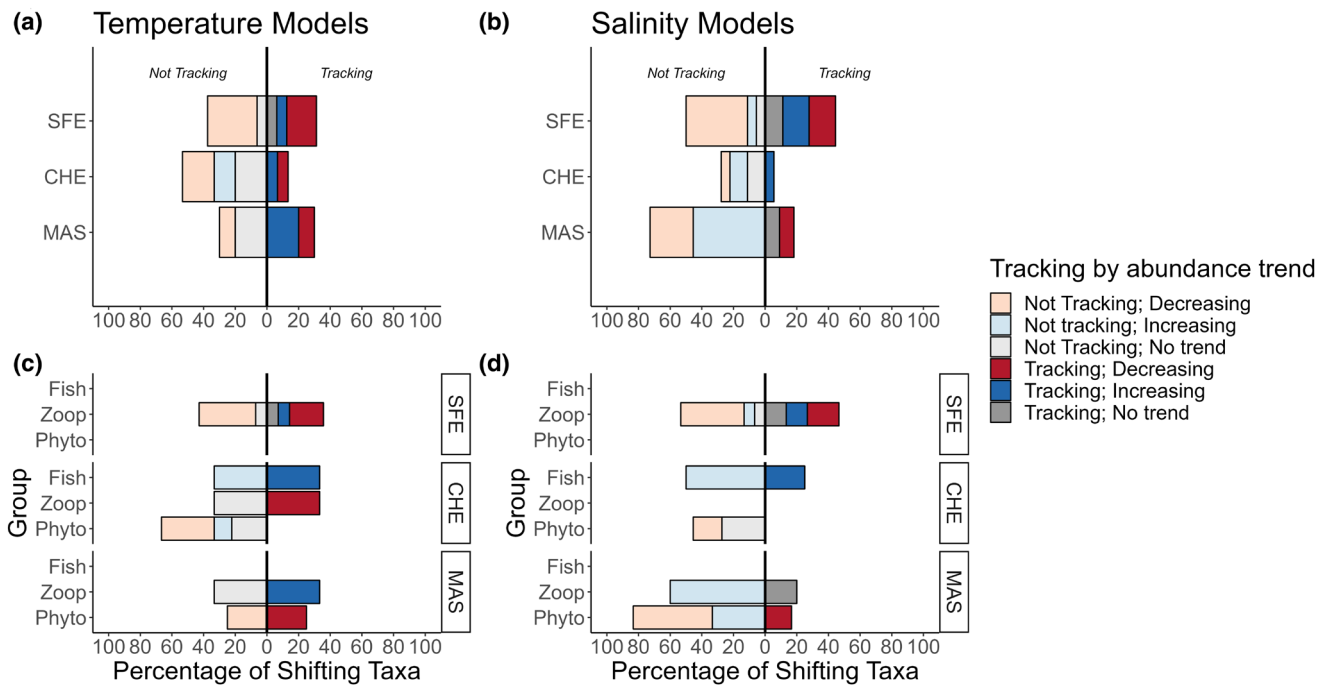 (a) Temperature Models
(b) Salinity Models
Not Tracking Tracking
Not Tracking Tracking
SFE
CHE
MAS
SFE
CHE
MAS
100 80 60 40 20 0 20 40 60 80 100
100 80 60 40 20 0 20 40 60 80 100
Tracking by abundance trend
Not Tracking; Decreasing
Not tracking; Increasing
Not Tracking; No trend
Tracking; Decreasing
Tracking; Increasing
Tracking; No trend
(c)
Group
Fish
Zoop
Phyto
SFE
Fish
Zoop
Phyto
CHE
Fish
Zoop
Phyto
MAS
100 80 60 40 20 0 20 40 60 80 100
Percentage of Shifting Taxa
(d)
Group
Fish
Zoop
Phyto
SFE
Fish
Zoop
Phyto
CHE
Fish
Zoop
Phyto
MAS
100 80 60 40 20 0 20 40 60 80 100
Percentage of Shifting Taxa